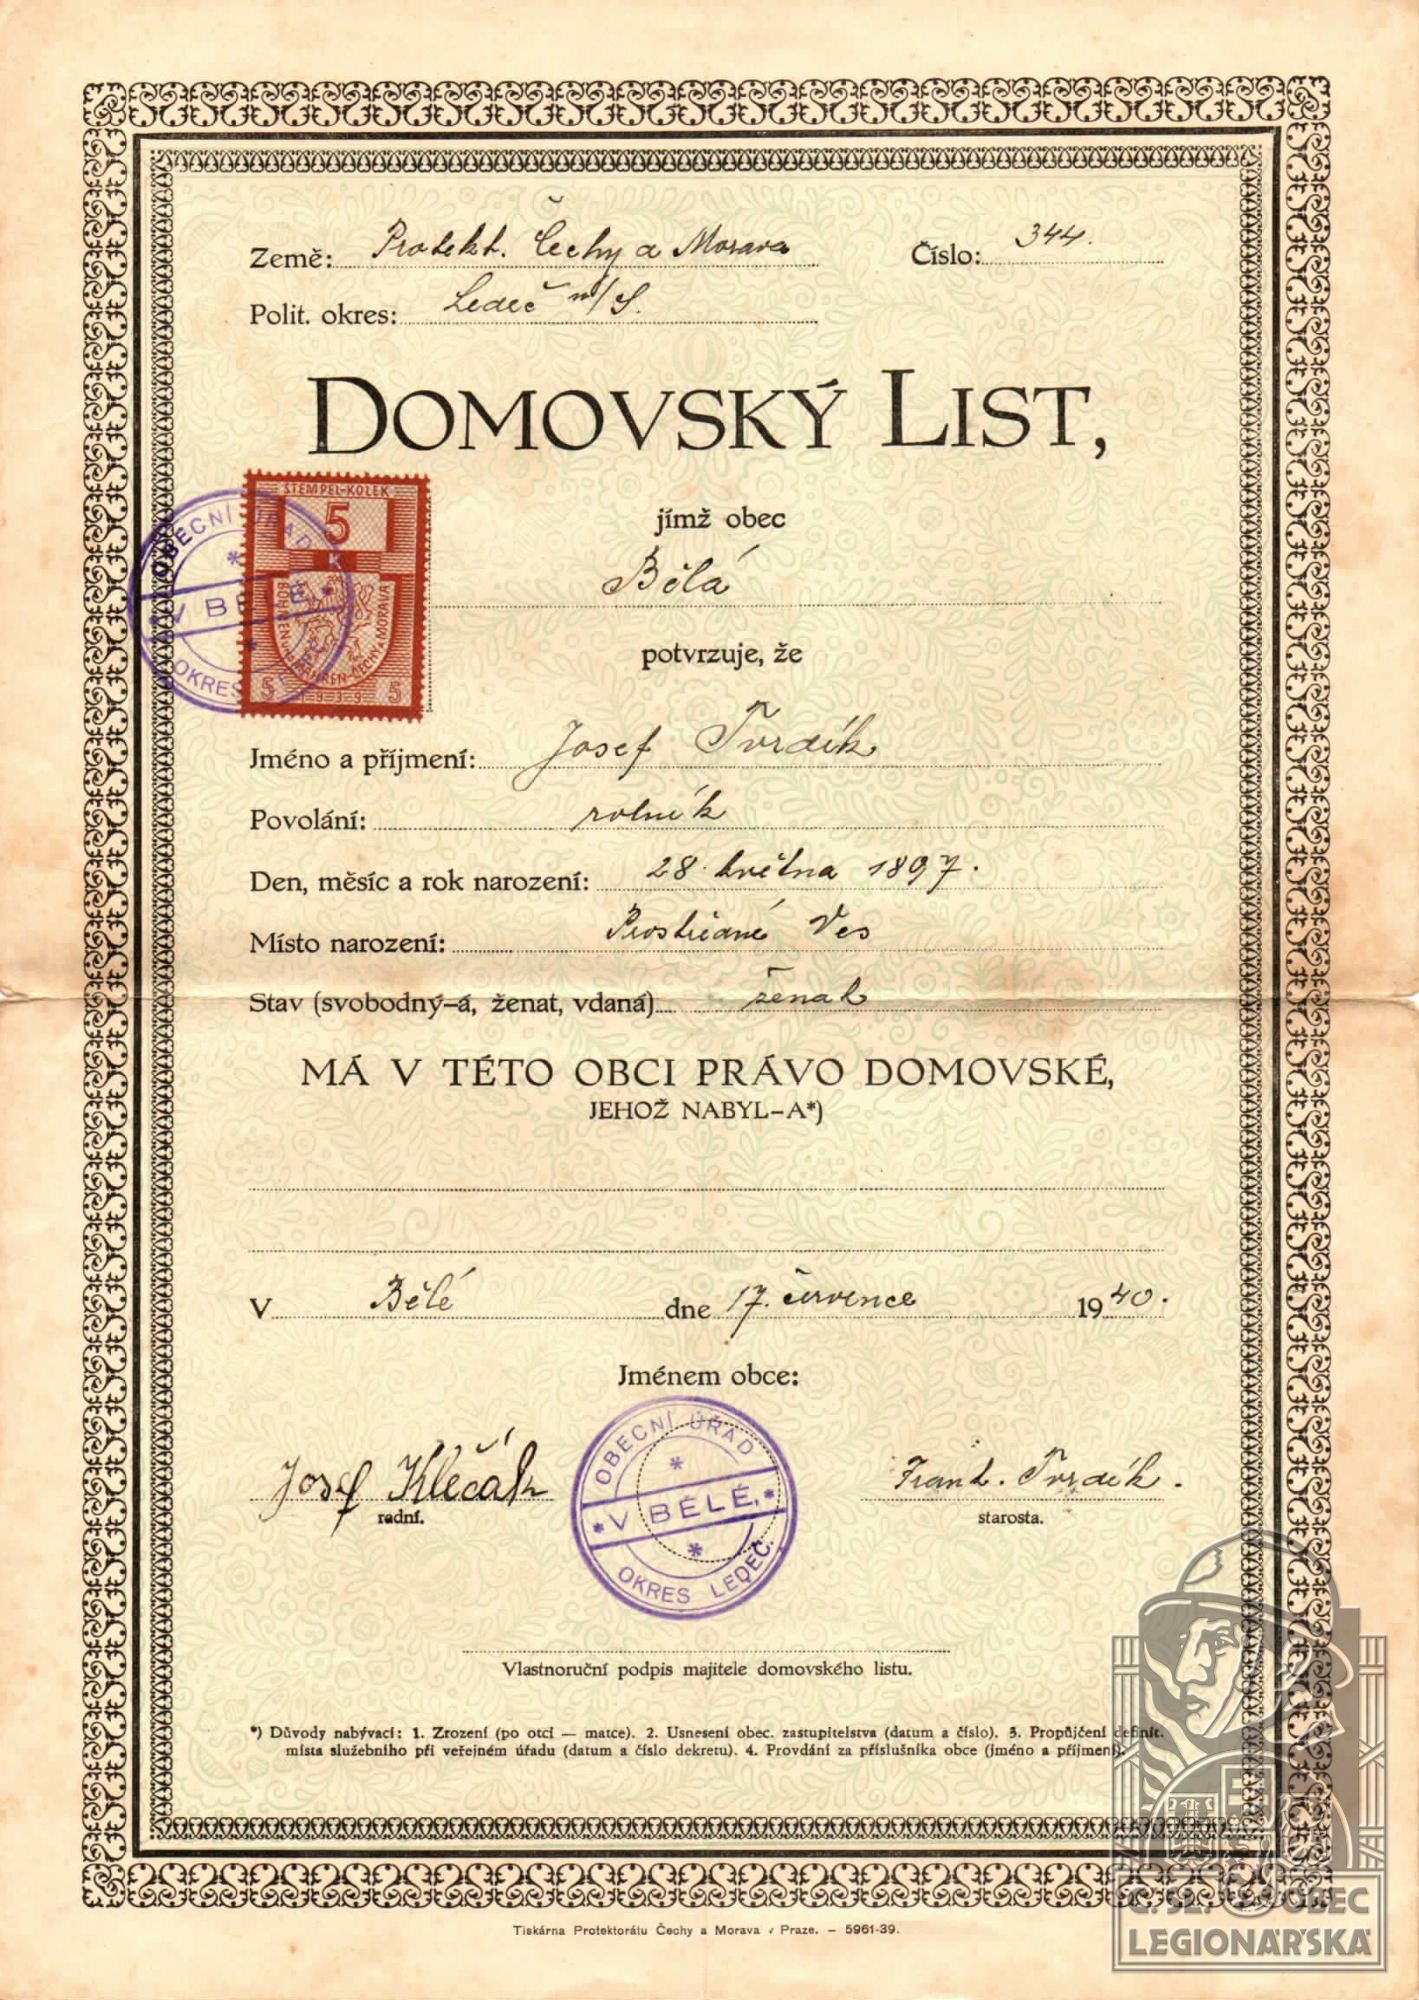 Země: Protekt. Čechy a Morava Číslo: 344.
Polit. okres: Ledeč n/S.
DOMOVSKÝ LIST,
STEMPEL-KOLEK
5
K
BÖHMEN UND MÄHREN-ČECHY A MORAVA
5 1939 5
OBECNÍ ÚŘAD
V BĚLÉ
OKRES
jímž obec
Bělá
potvrzuje, že
Jméno a příjmení: Josef Tvrdík
Povolání: rolník
Den, měsíc a rok narození: 28. května 1897.
Místo narození: Ves
Stav (svobodný-á, ženat, vdaná) ženat
MÁ V TÉTO OBCI PRÁVO DOMOVSKÉ,
JEHOŽ NABYL-A*)
V Bělé dne 17. července 1940.
Jménem obce:
Josef Klečák
radní.
OBECNÍ ÚŘAD
V BĚLÉ,
OKRES LEDEČ.
Frant. Tvrdík.
starosta.
Vlastnoruční podpis majitele domovského listu.
*) Důvody nabývací: 1. Zrození (po otci — matce). 2. Usnesení obec. zastupitelstva (datum a číslo). 3. Propůjčení definit.
místa služebního při veřejném úřadu (datum a číslo dekretu). 4. Provdání za příslušníka obce (jméno a příjmení).
Tiskárna Protektorátu Čechy a Morava v Praze. – 5961-39.
Č. SL. OBEC
LEGIONÁŘSKÁ